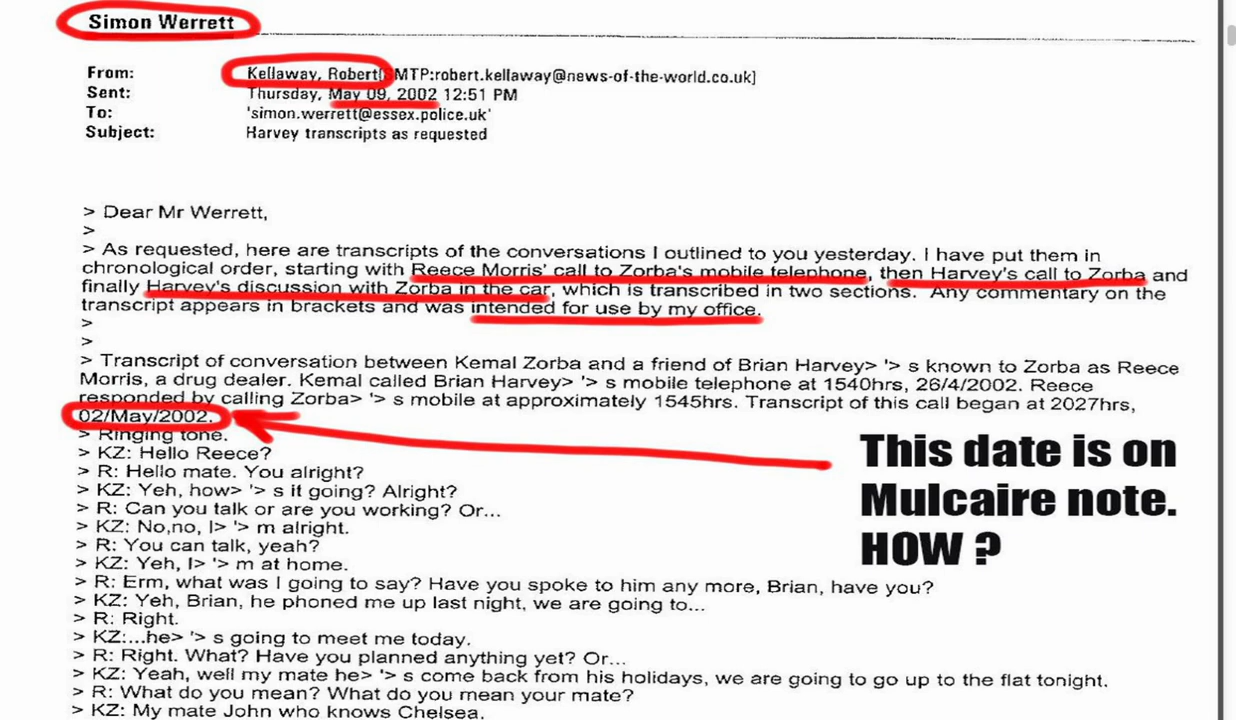 Simon Werrett
From: Kellaway, Robert[SMTP:robert.kellaway@news-of-the-world.co.uk]
Sent: Thursday, May 09, 2002 12:51 PM
To: 'simon.werrett@essex.police.uk'
Subject: Harvey transcripts as requested
> Dear Mr Werrett,
>
> As requested, here are transcripts of the conversations I outlined to you yesterday. I have put them in
chronological order, starting with Reece Morris' call to Zorba's mobile telephone, then Harvey's call to Zorba and
finally Harvey's discussion with Zorba in the car, which is transcribed in two sections. Any commentary on the
transcript appears in brackets and was intended for use by my office.
>
>
> Transcript of conversation between Kemal Zorba and a friend of Brian Harvey> '> s known to Zorba as Reece
Morris, a drug dealer. Kemal called Brian Harvey> '> s mobile telephone at 1540hrs, 26/4/2002. Reece
responded by calling Zorba> '> s mobile at approximately 1545hrs. Transcript of this call began at 2027hrs,
02/May/2002.
> Ringing tone.
> KZ: Hello Reece?
> R: Hello mate. You alright?
> KZ: Yeh, how> '> s it going? Alright?
> R: Can you talk or are you working? Or...
> KZ: No,no, I> '> m alright.
> R: You can talk, yeah?
> KZ: Yeh, I> '> m at home.
> R: Erm, what was I going to say? Have you spoke to him any more, Brian, have you?
> KZ: Yeh, Brian, he phoned me up last night, we are going to...
> R: Right.
> KZ:...he> '> s going to meet me today.
> R: Right. What? Have you planned anything yet? Or...
> KZ: Yeah, well my mate he> '> s come back from his holidays, we are going to go up to the flat tonight.
> R: What do you mean? What do you mean your mate?
> KZ: My mate John who knows Chelsea.
This date is on
Mulcaire note.
HOW ?